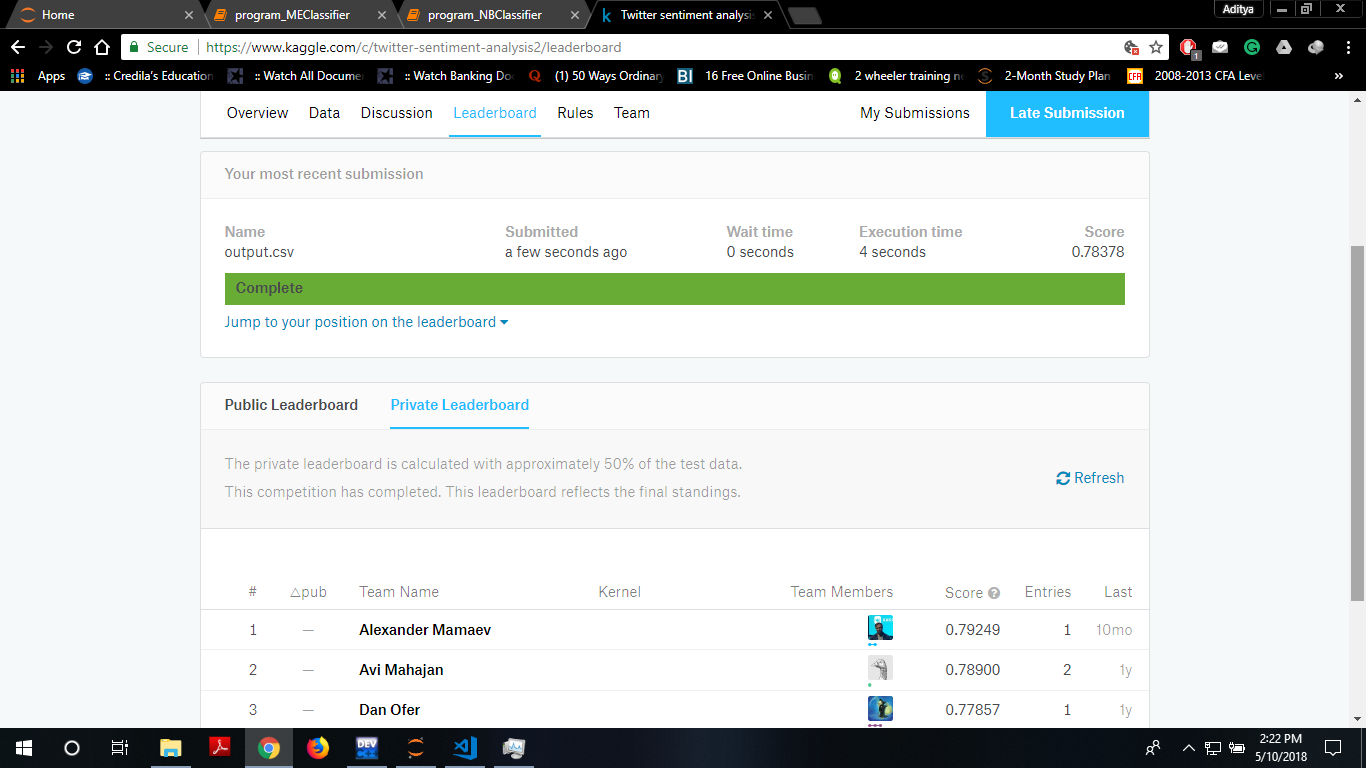 Home
program_MEClassifier
program_NBClassifier
Twitter sentiment analysis
Aditya
Secure
https://www.kaggle.com/c/twitter-sentiment-analysis2/leaderboard
1
Apps
:: Credila's Education
:: Watch All Docume
:: Watch Banking Do
(1) 50 Ways Ordinary
BI
16 Free Online Busin
2 wheeler training n
2-Month Study Plan
CFA
2008-2013 CFA Leve
»
Overview
Data
Discussion
Leaderboard
Rules
Team
My Submissions
Late Submission
Your most recent submission
Name Submitted Wait time Execution time Score
output.csv a few seconds ago 0 seconds 4 seconds 0.78378
Complete
Jump to your position on the leaderboard
Public Leaderboard
Private Leaderboard
The private leaderboard is calculated with approximately 50% of the test data.
This competition has completed. This leaderboard reflects the final standings.
Refresh
# △pub Team Name Kernel Team Members Score Entries Last
1 — Alexander Mamaev 0.79249 1 10mo
2 — Avi Mahajan 0.78900 2 1y
3 — Dan Ofer 0.77857 1 1y
DEV
2:22 PM
5/10/2018